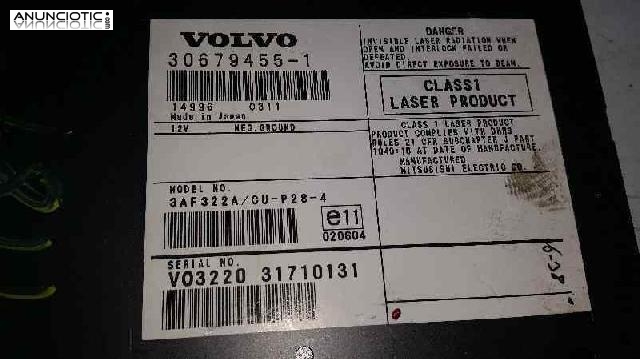 ANUNCIOTIC
.es
VOLVO
30679455-1
14996 0311
Made in Japan
12V NEG.GROUND
MODEL NO.
3AF322A/CU-P28-4
e11
020604
SERIAL NO.
VO3220 31710131
DANGER
INVISIBLE LASER RADIATION WHEN
OPEN AND INTERLOCK FAILED OR
DEFEATED.
AVOID DIRECT EXPOSURE TO BEAM.
CLASS1
LASER PRODUCT
CLASS 1 LASER PRODUCT
PRODUCT COMPLIES WITH DHHS
RULES 21 CFR SUBCHAPTER J PART
1040:10 AT DATE OF MANUFACTURE.
MANUFACTURED
MITSUBISHI ELECTRIC CO.